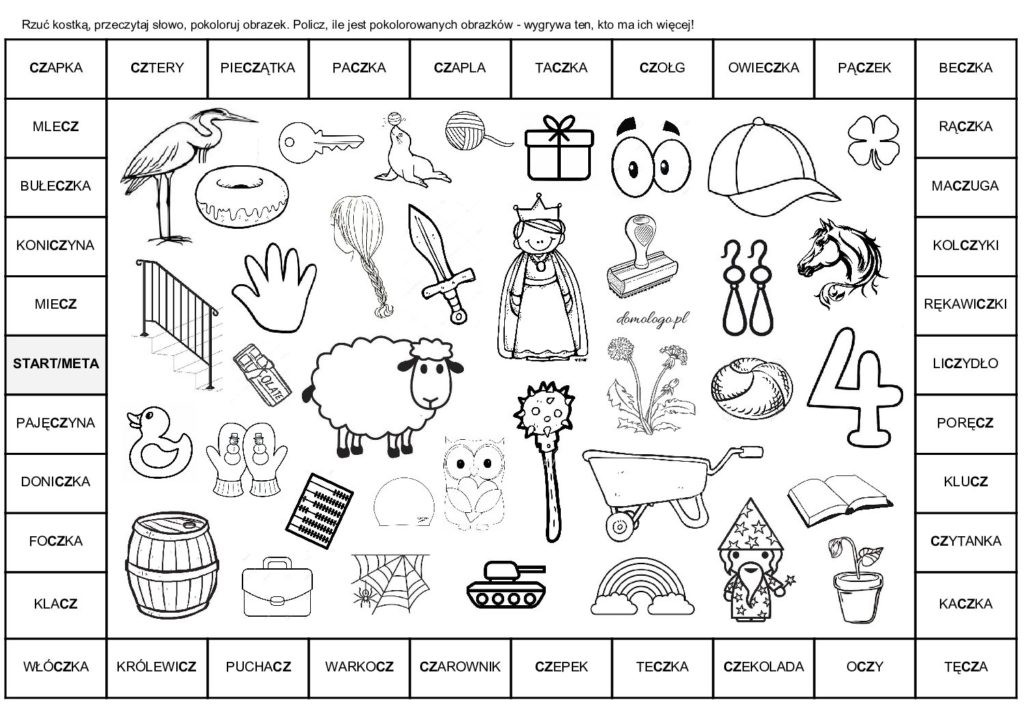 Rzuć kostką, przeczytaj słowo, pokoloruj obrazek. Policz, ile jest pokolorowanych obrazków - wygrywa ten, kto ma ich więcej!
CZAPKA CZTERY PIECZĄTKA PACZKA CZAPLA TACZKA CZOŁG OWIECZKA PĄCZEK BECZKA
MLECZ RĄCZKA
BUŁECZKA MACZUGA
KONICZYNA KOLCZYKI
MIECZ RĘKAWICZKI
domologo.pl
START/META LICZYDŁO
PAJĘCZYNA PORĘCZ
DONICZKA KLUCZ
FOCZKA CZYTANKA
KLACZ KACZKA
WŁÓCZKA KRÓLEWICZ PUCHACZ WARKOCZ CZAROWNIK CZEPEK TECZKA CZEKOLADA OCZY TĘCZA
4